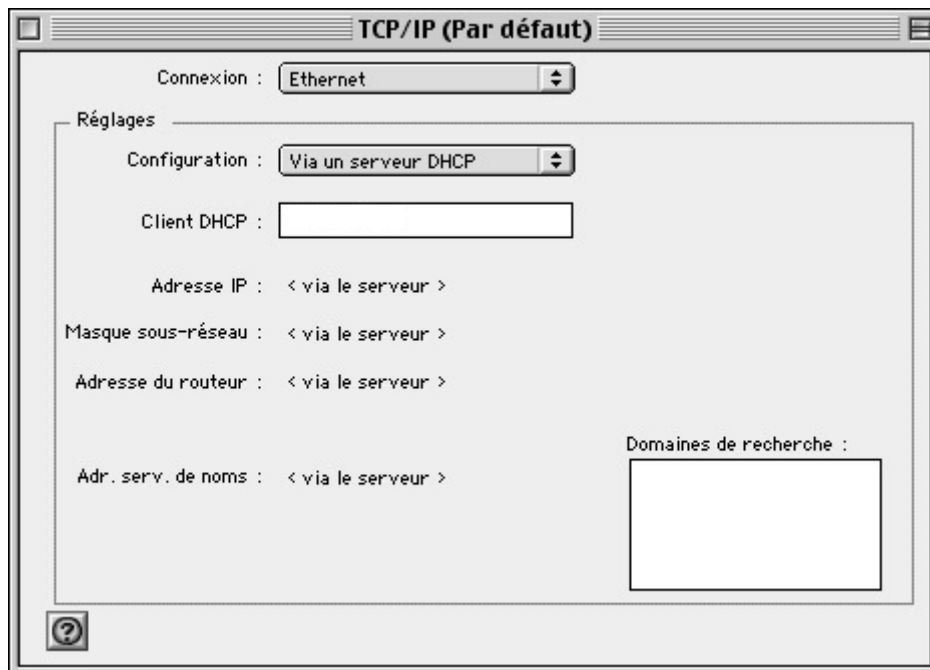 TCP/IP (Par défaut)
Connexion : Ethernet
Réglages
Configuration : Via un serveur DHCP
Client DHCP :
Adresse IP : < via le serveur >
Masque sous-réseau : < via le serveur >
Adresse du routeur : < via le serveur >
Domaines de recherche :
Adr. serv. de noms : < via le serveur >
?